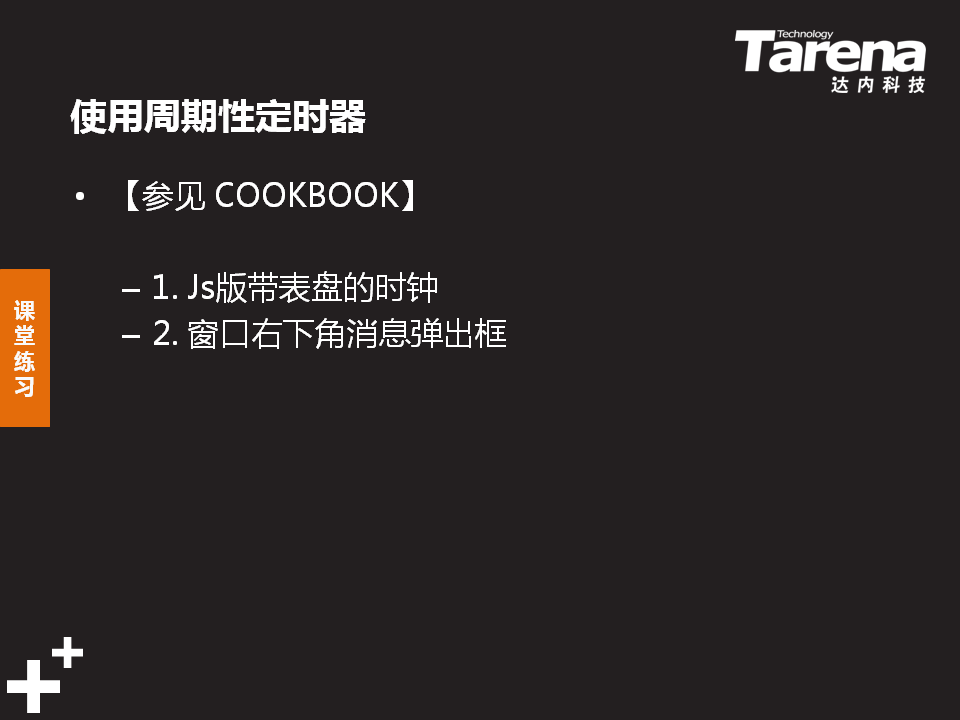 Technology
Tarena
达内科技
使用周期性定时器
• 【参见 COOKBOOK】
– 1. Js版带表盘的时钟
– 2. 窗口右下角消息弹出框
课
堂
练
习